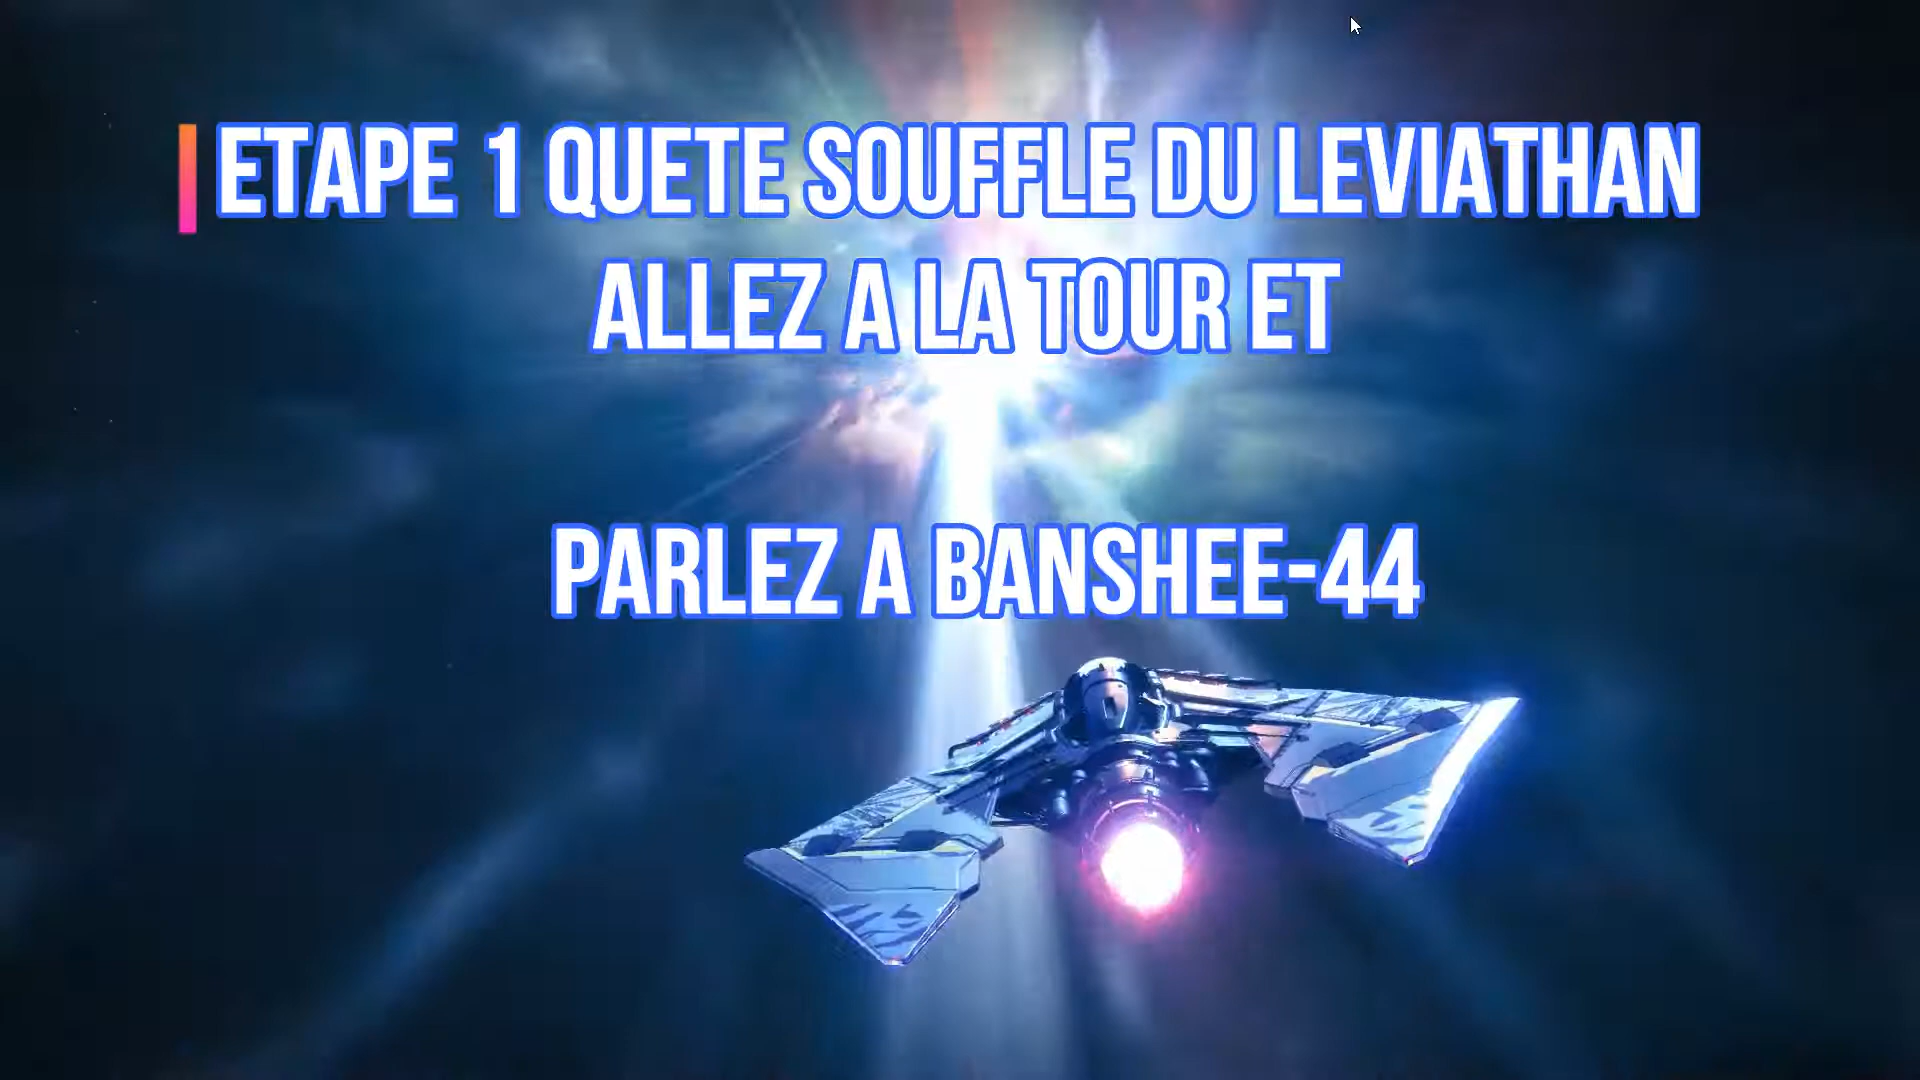 ETAPE 1 QUETE SOUFFLE DU LEVIATHAN
ALLEZ A LA TOUR ET
PARLEZ A BANSHEE-44